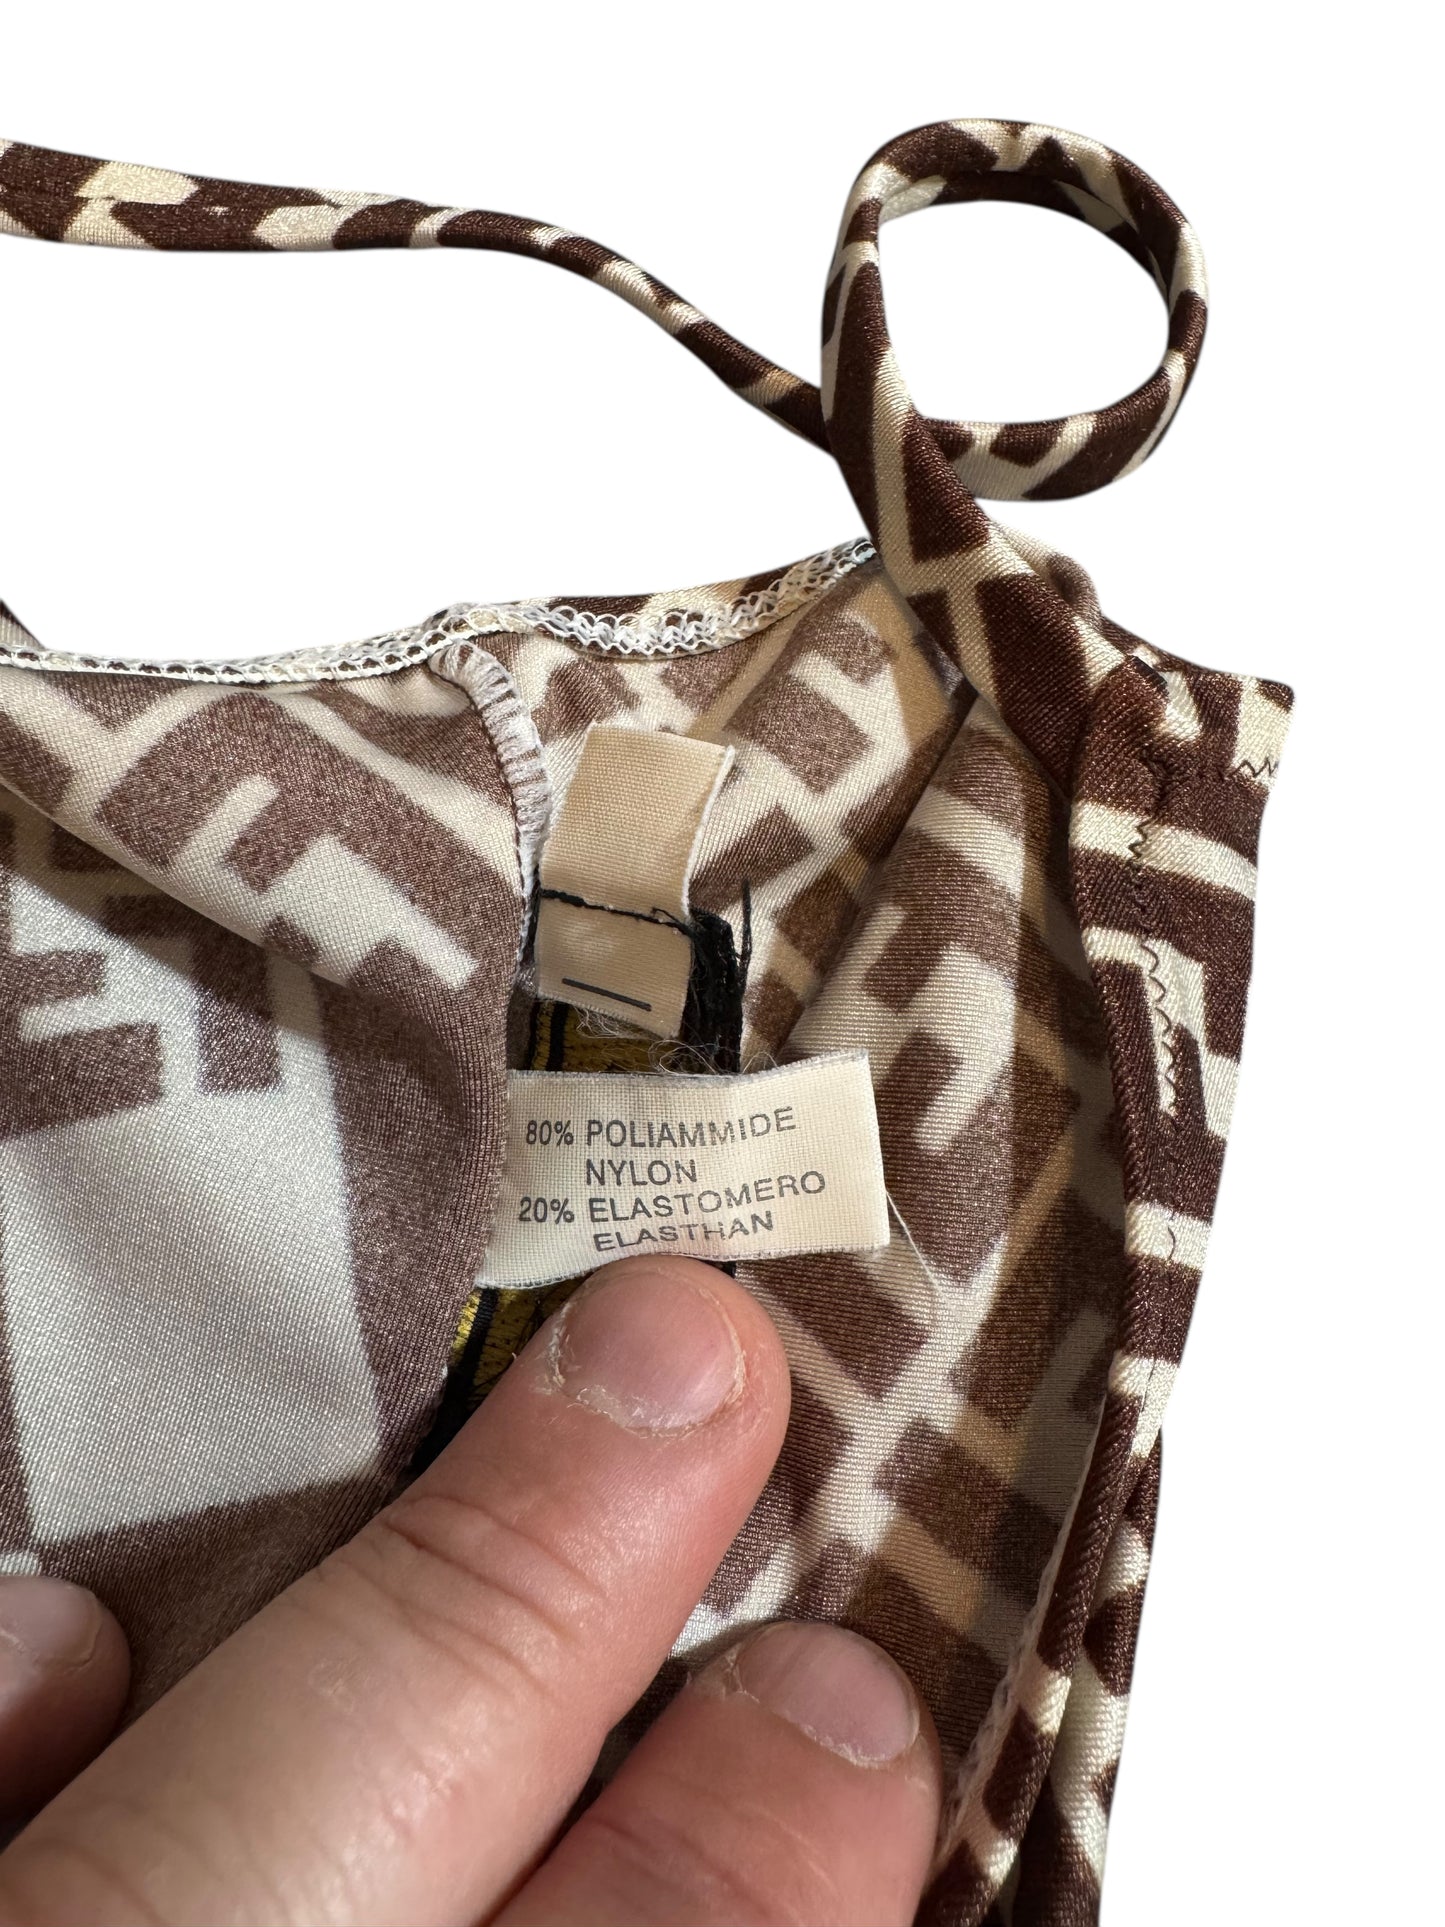 80% POLIAMMIDE
NYLON
20% ELASTOMERO
ELASTHAN